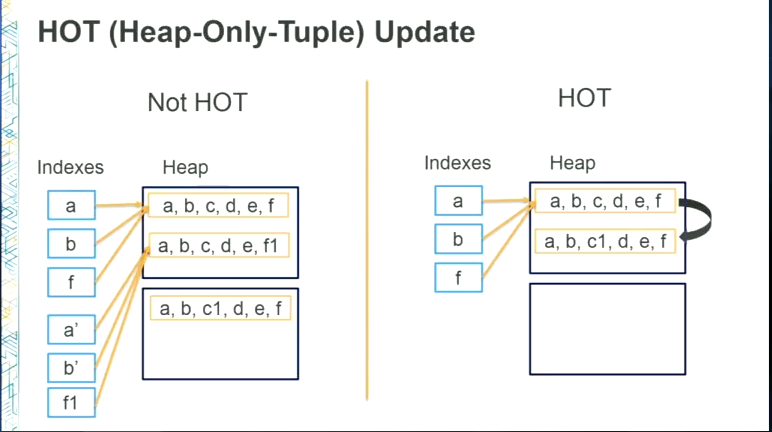 HOT (Heap-Only-Tuple) Update
Not HOT
Indexes
Heap
a
b
f
a’
b’
f1
a, b, c, d, e, f
a, b, c, d, e, f1
a, b, c1, d, e, f
HOT
Indexes
Heap
a
b
f
a, b, c, d, e, f
a, b, c1, d, e, f